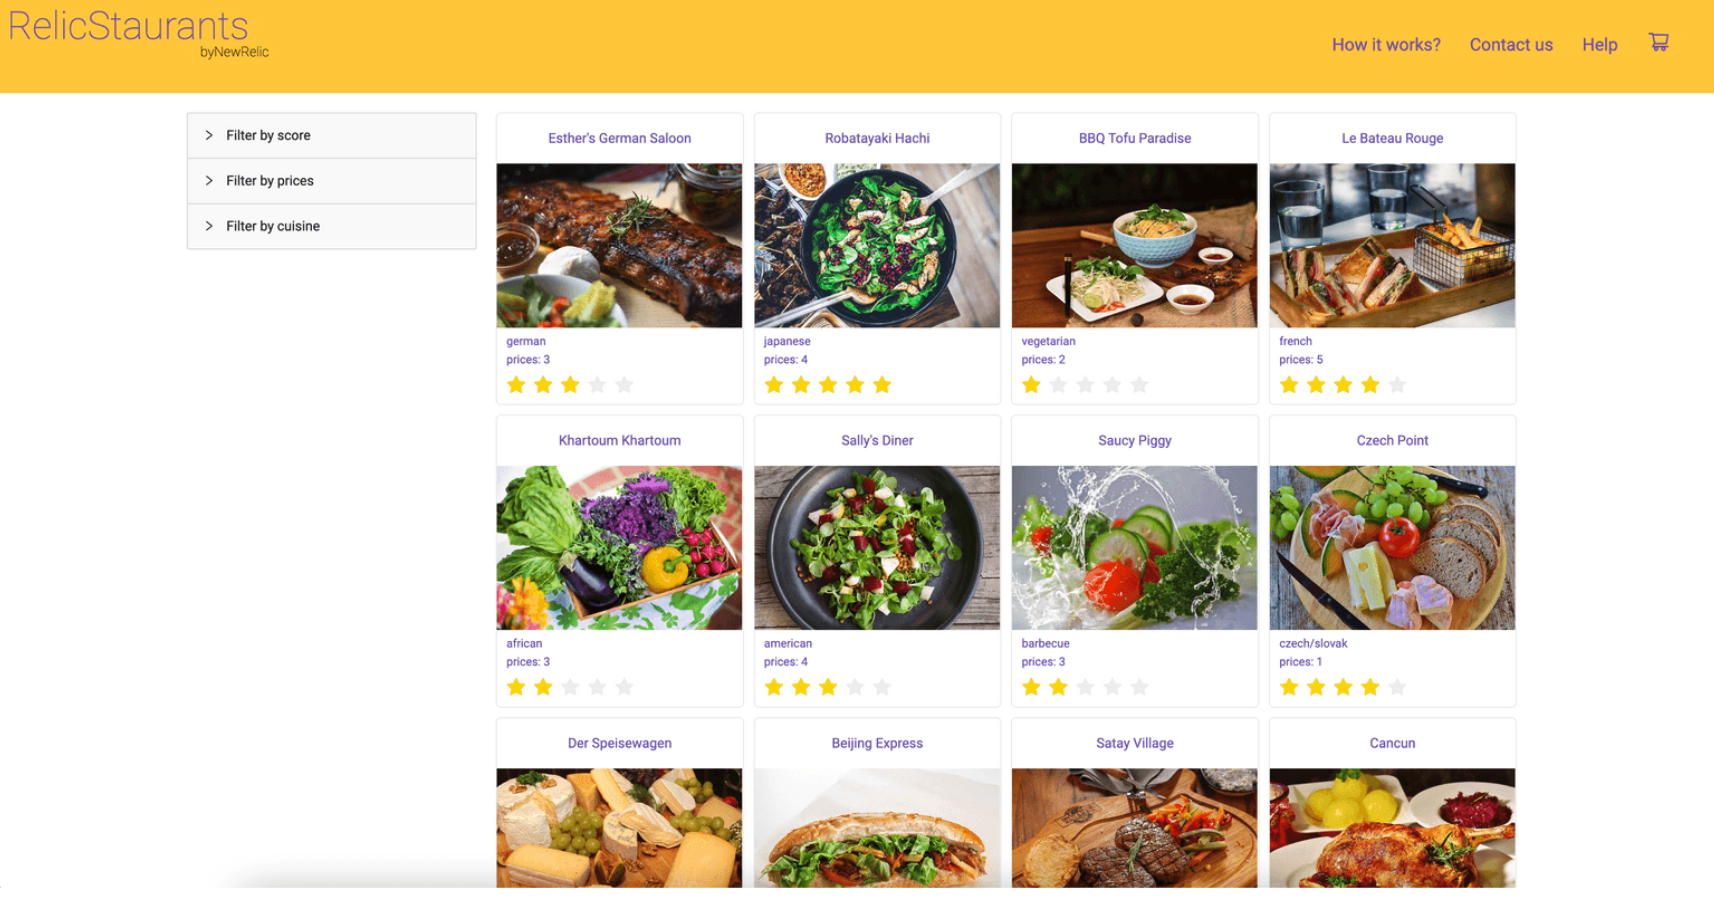 RelicStaurants
byNewRelic
How it works?
Contact us
Help
Filter by score
Filter by prices
Filter by cuisine
Esther's German Saloon
german
prices: 3
Robatayaki Hachi
japanese
prices: 4
BBQ Tofu Paradise
vegetarian
prices: 2
Le Bateau Rouge
french
prices: 5
Khartoum Khartoum
african
prices: 3
Sally's Diner
american
prices: 4
Saucy Piggy
barbecue
prices: 3
Czech Point
czech/slovak
prices: 1
Der Speisewagen
Beijing Express
Satay Village
Cancun